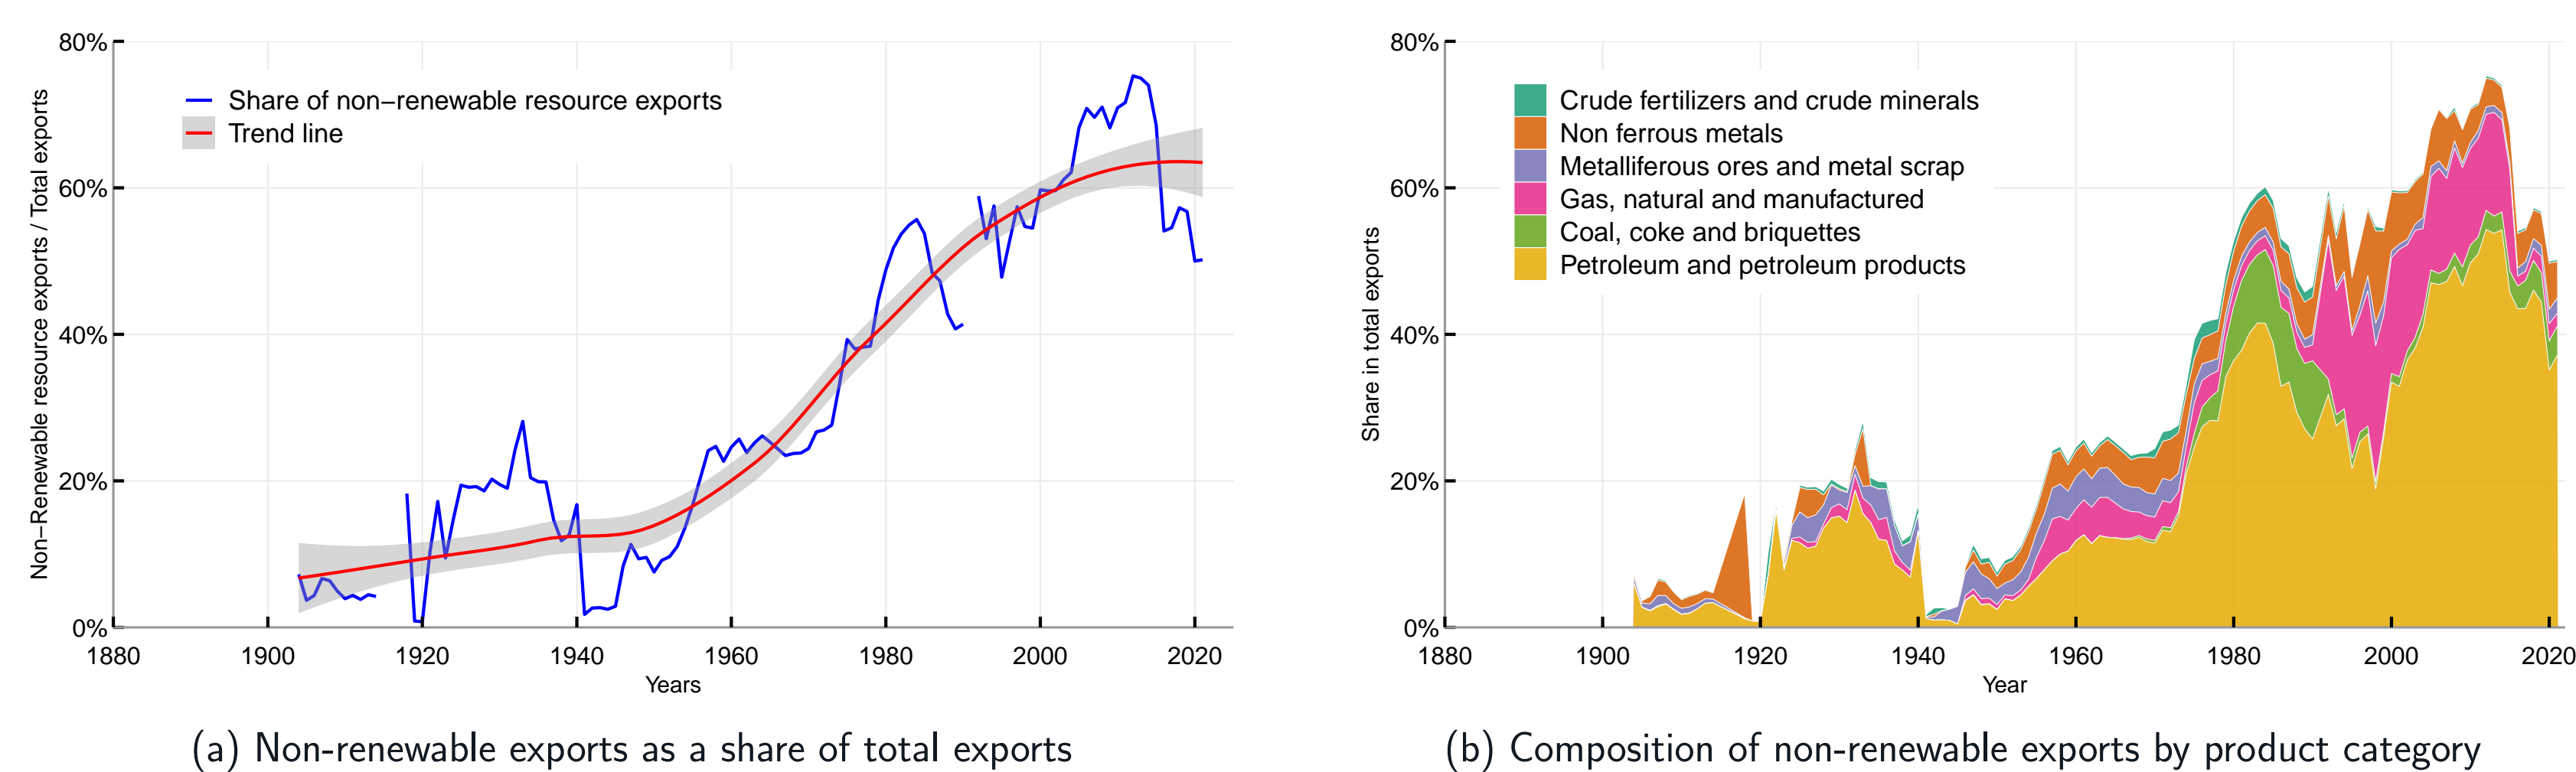 80%
60%
40%
20%
0%
Non–Renewable resource exports / Total exports
Share of non–renewable resource exports
Trend line
1880 1900 1920 1940 1960 1980 2000 2020
Years
(a) Non-renewable exports as a share of total exports
80%
60%
40%
20%
0%
Share in total exports
Crude fertilizers and crude minerals
Non ferrous metals
Metalliferous ores and metal scrap
Gas, natural and manufactured
Coal, coke and briquettes
Petroleum and petroleum products
1880 1900 1920 1940 1960 1980 2000 2020
Year
(b) Composition of non-renewable exports by product category